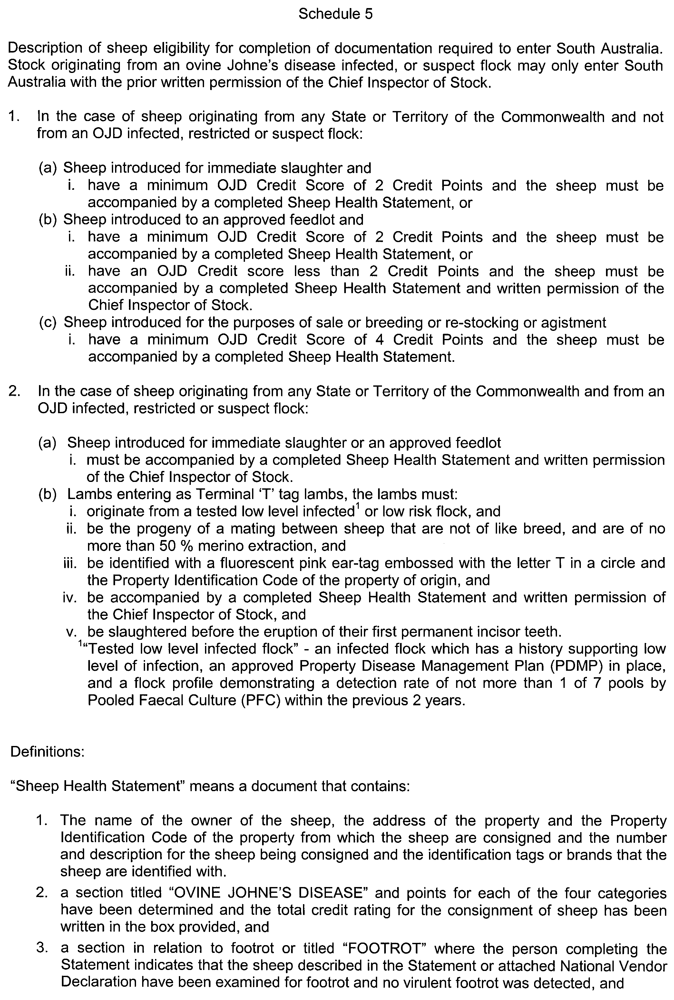 Schedule 5
Description of sheep eligibility for completion of documentation required to enter South Australia.
Stock originating from an ovine Johne's disease infected, or suspect flock may only enter South
Australia with the prior written permission of the Chief Inspector of Stock.
1. In the case of sheep originating from any State or Territory of the Commonwealth and not
from an OJD infected, restricted or suspect flock:
(a) Sheep introduced for immediate slaughter and
i. have a minimum OJD Credit Score of 2 Credit Points and the sheep must be
accompanied by a completed Sheep Health Statement, or
(b) Sheep introduced to an approved feedlot and
i. have a minimum OJD Credit Score of 2 Credit Points and the sheep must be
accompanied by a completed Sheep Health Statement, or
ii. have an OJD Credit score less than 2 Credit Points and the sheep must be
accompanied by a completed Sheep Health Statement and written permission of the
Chief Inspector of Stock.
(c) Sheep introduced for the purposes of sale or breeding or re-stocking or agistment
i. have a minimum OJD Credit Score of 4 Credit Points and the sheep must be
accompanied by a completed Sheep Health Statement.
2. In the case of sheep originating from any State or Territory of the Commonwealth and from an
OJD infected, restricted or suspect flock:
(a) Sheep introduced for immediate slaughter or an approved feedlot
i. must be accompanied by a completed Sheep Health Statement and written permission
of the Chief Inspector of Stock.
(b) Lambs entering as Terminal ‘T’ tag lambs, the lambs must:
i. originate from a tested low level infected¹ or low risk flock, and
ii. be the progeny of a mating between sheep that are not of like breed, and are of no
more than 50 % merino extraction, and
iii. be identified with a fluorescent pink ear-tag embossed with the letter T in a circle and
the Property Identification Code of the property of origin, and
iv. be accompanied by a completed Sheep Health Statement and written permission of
the Chief Inspector of Stock, and
v. be slaughtered before the eruption of their first permanent incisor teeth.
¹“Tested low level infected flock” - an infected flock which has a history supporting low
level of infection, an approved Property Disease Management Plan (PDMP) in place,
and a flock profile demonstrating a detection rate of not more than 1 of 7 pools by
Pooled Faecal Culture (PFC) within the previous 2 years.
Definitions:
“Sheep Health Statement” means a document that contains:
1. The name of the owner of the sheep, the address of the property and the Property
Identification Code of the property from which the sheep are consigned and the number
and description for the sheep being consigned and the identification tags or brands that the
sheep are identified with.
2. a section titled “OVINE JOHNE'S DISEASE” and points for each of the four categories
have been determined and the total credit rating for the consignment of sheep has been
written in the box provided, and
3. a section in relation to footrot or titled “FOOTROT” where the person completing the
Statement indicates that the sheep described in the Statement or attached National Vendor
Declaration have been examined for footrot and no virulent footrot was detected, and